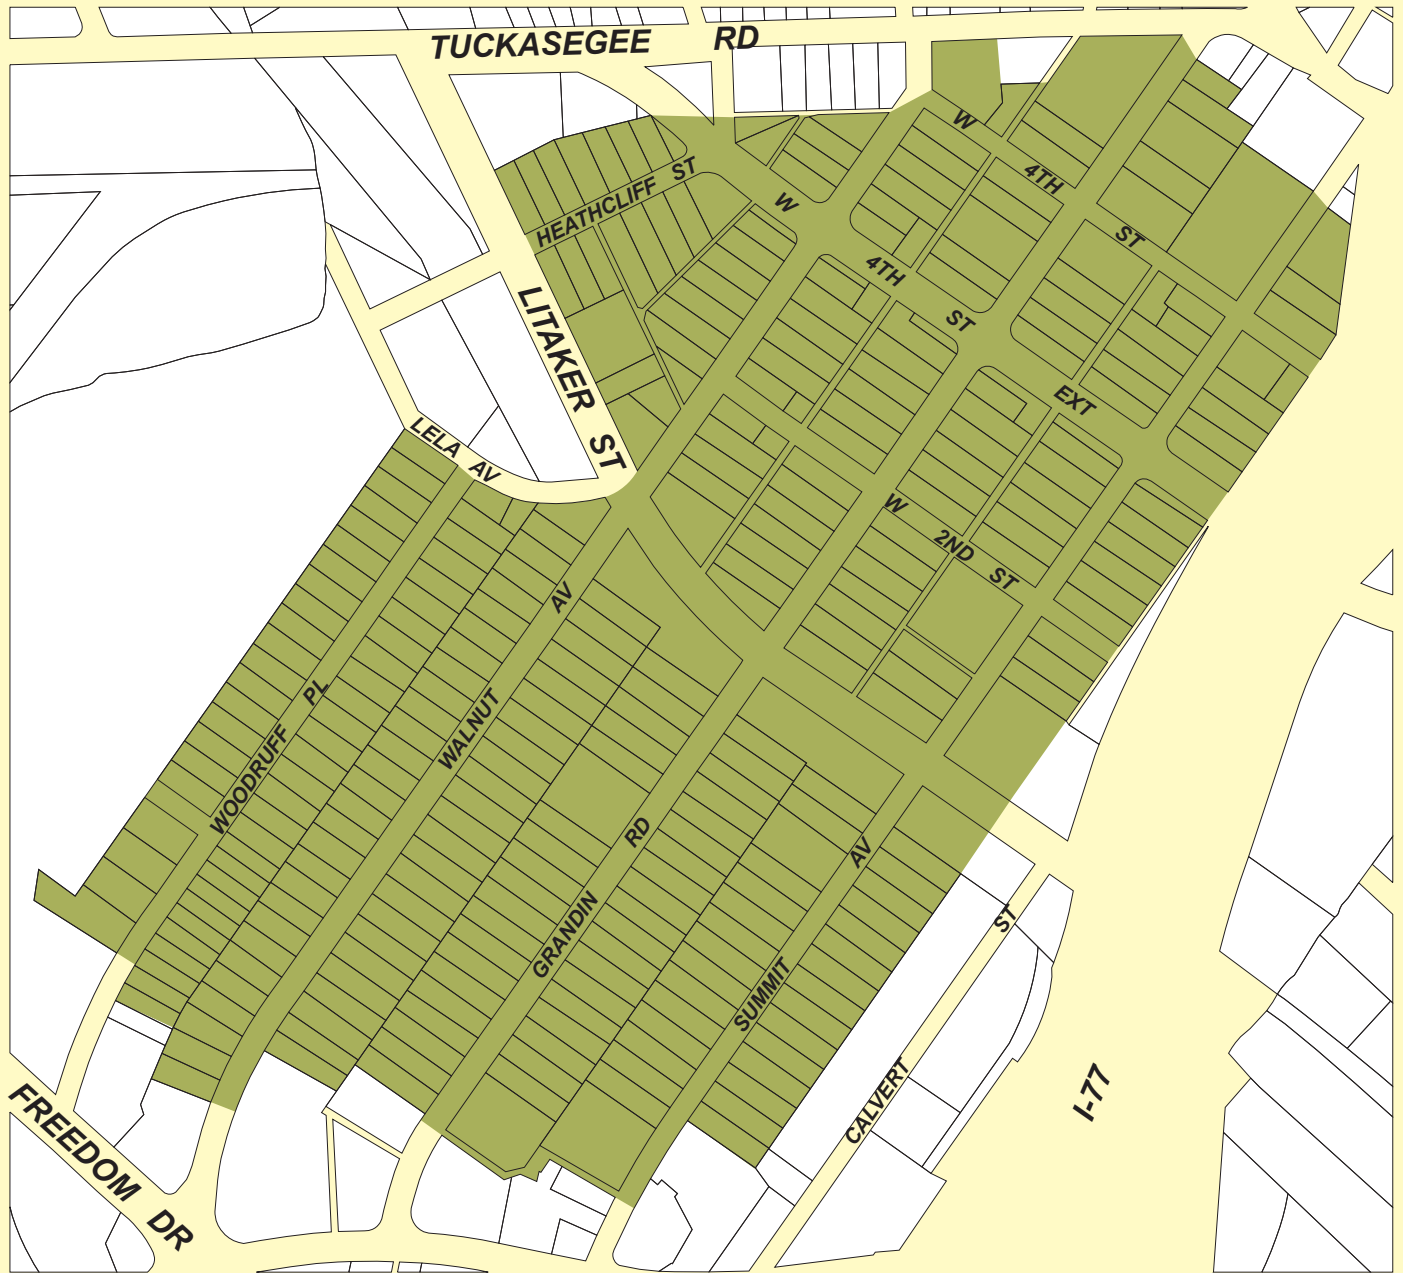 TUCKASEGEE RD
W 4TH ST
HEATHCLIFF ST
W 4TH ST EXT
LITAKER ST
LELA AV
W 2ND ST
WOODRUFF PL
WALNUT AV
GRANDIN RD
SUMMIT AV
CALVERT ST
I-77
FREEDOM DR